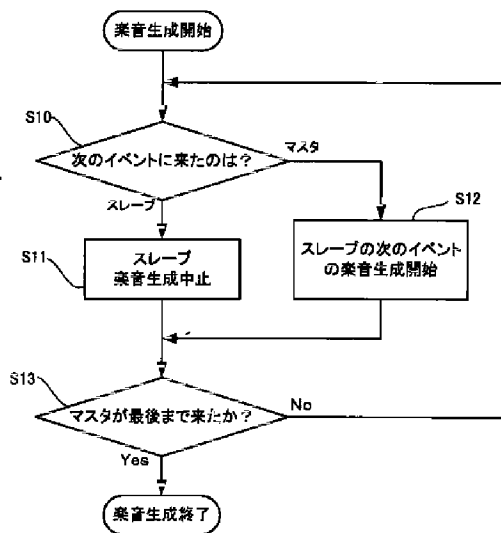 楽音生成開始
S10
次のイベントに来たのは？
マスタ
スレーブ
S12
スレーブの次のイベント
の楽音生成開始
S11
スレーブ
楽音生成中止
S13
マスタが最後まで来たか？
No
Yes
楽音生成終了